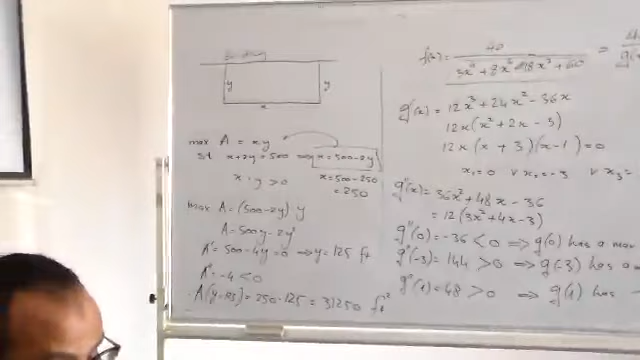 y
y
x
max A = xy
st x+2y=500 ⟹ x=500-2y
x, y > 0
x=500-250
=250
max A=(500-2y) y
A=500y-2y²
A'=500-4y=0 → y=125 ft
A''=-4<0
A(y=125)=250·125=31250 ft²
f(x)= 40 / 3x⁴+8x³-18x²+60 =
g'(x)= 12x³+24x²-36x
12x(x²+2x-3)
12x(x+3)(x-1)=0
x₁=0 ∨ x₂=-3 ∨ x₃=
g''(x)=36x²+48x-36
=12(3x²+4x-3)
g''(0)=-36<0 ⟹ g(0) has a max
g''(-3)=144>0 ⟹ g(-3) has a
g''(1)=48>0 ⟹ g(1) has